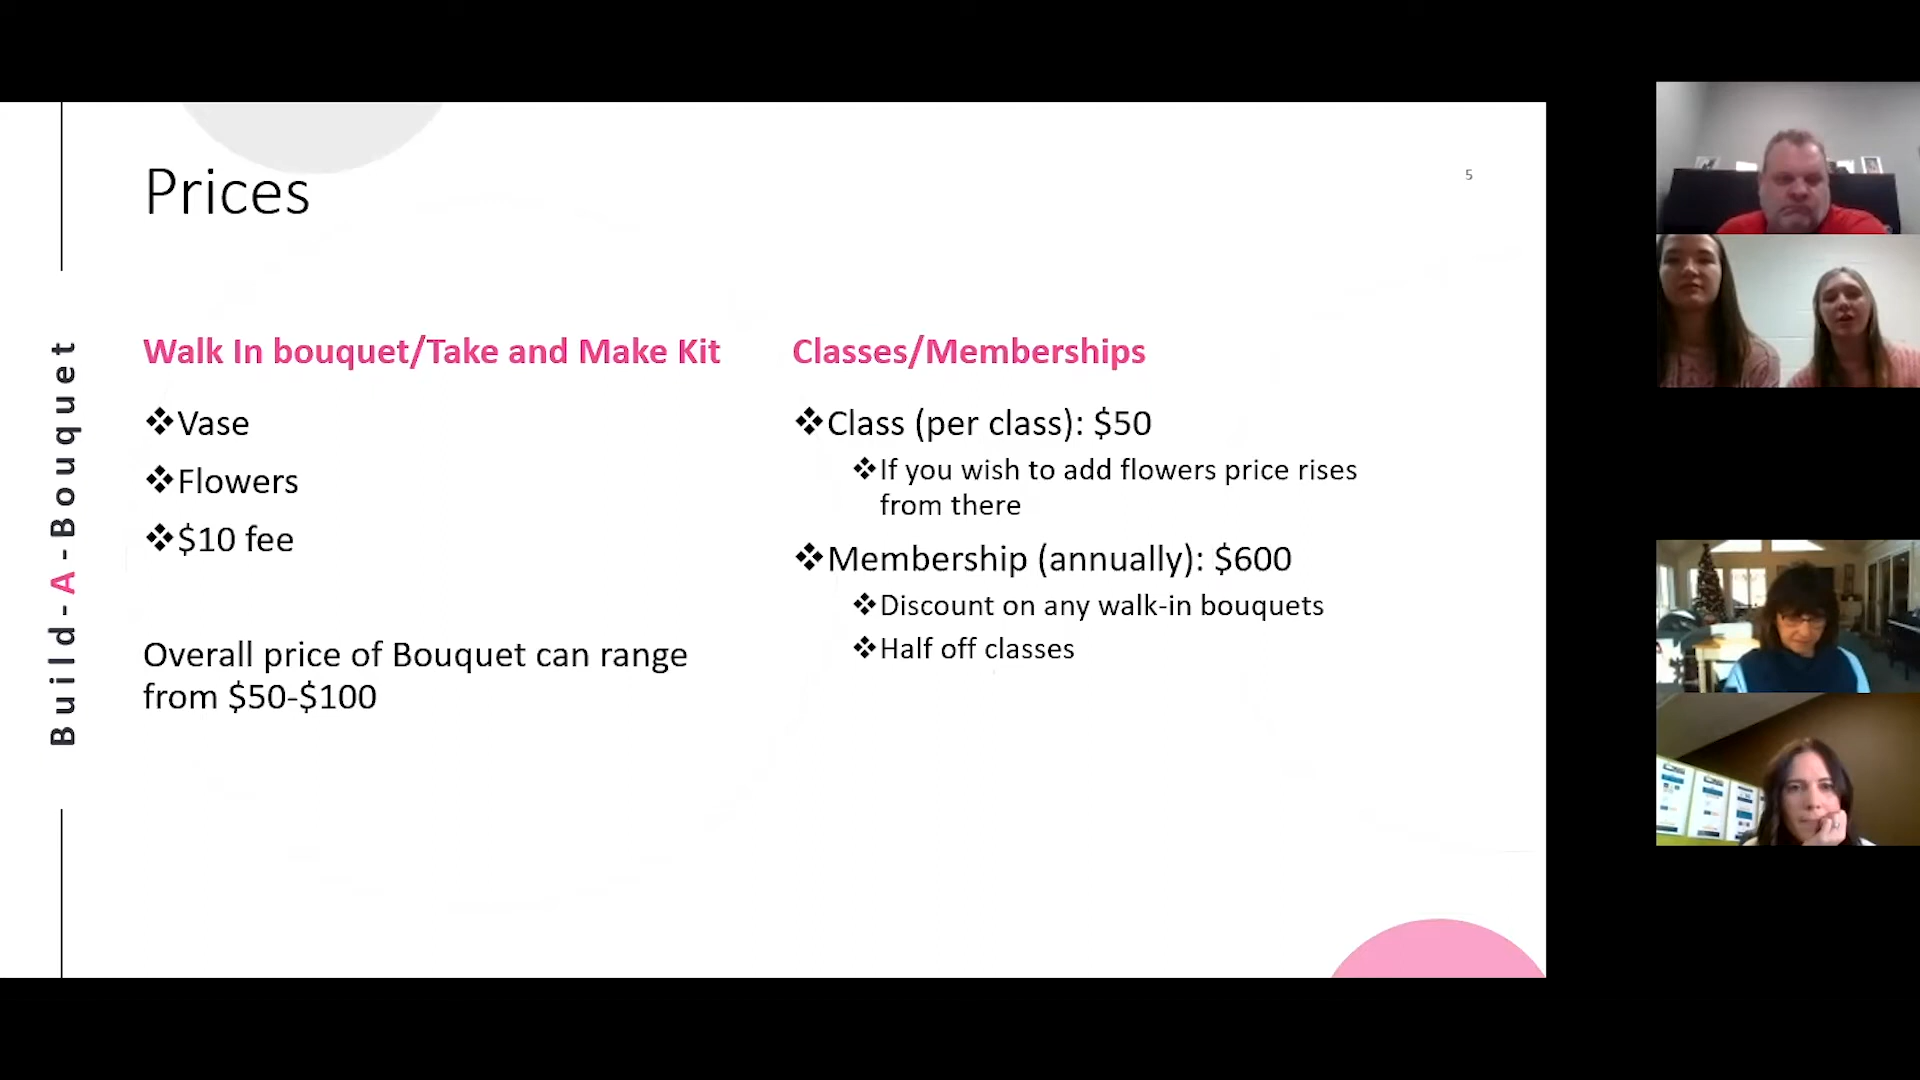 Prices
5
Build-A-Bouquet
Walk In bouquet/Take and Make Kit
❖Vase
❖Flowers
❖$10 fee
Overall price of Bouquet can range
from $50-$100
Classes/Memberships
❖Class (per class): $50
❖If you wish to add flowers price rises
from there
❖Membership (annually): $600
❖Discount on any walk-in bouquets
❖Half off classes